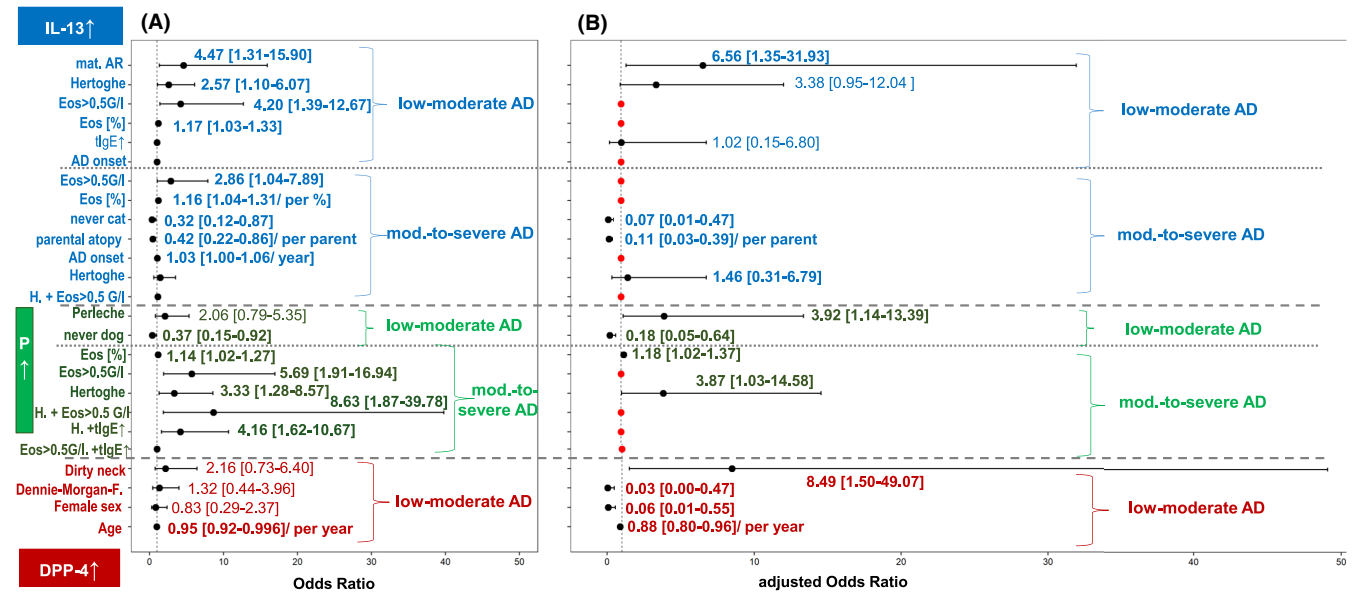 IL-13↑
(A)
(B)
mat. AR
4.47 [1.31-15.90]
6.56 [1.35-31.93]
Hertoghe
2.57 [1.10-6.07]
3.38 [0.95-12.04 ]
Eos>0,5G/l
4.20 [1.39-12.67]
low-moderate AD
low-moderate AD
Eos [%]
1.17 [1.03-1.33]
tIgE↑
1.02 [0.15-6.80]
AD onset
Eos>0.5G/l
2.86 [1.04-7.89]
Eos [%]
1.16 [1.04-1.31/ per %]
never cat
0.32 [0.12-0.87]
0.07 [0.01-0.47]
parental atopy
0.42 [0.22-0.86]/ per parent
mod.-to-severe AD
0.11 [0.03-0.39]/ per parent
mod.-to-severe AD
AD onset
1.03 [1.00-1.06/ year]
Hertoghe
1.46 [0.31-6.79]
H. + Eos>0,5 G/l
P↑
Perleche
2.06 [0.79-5.35]
low-moderate AD
3.92 [1.14-13.39]
low-moderate AD
never dog
0.37 [0.15-0.92]
0.18 [0.05-0.64]
Eos [%]
1.14 [1.02-1.27]
1.18 [1.02-1.37]
Eos>0.5G/l
5.69 [1.91-16.94]
Hertoghe
3.33 [1.28-8.57]
mod.-to-
severe AD
3.87 [1.03-14.58]
mod.-to-severe AD
H. + Eos>0.5 G/l
8.63 [1.87-39.78]
H. +tIgE↑
4.16 [1.62-10.67]
Eos>0.5G/l. +tIgE↑
Dirty neck
2.16 [0.73-6.40]
8.49 [1.50-49.07]
Dennie-Morgan-F.
1.32 [0.44-3.96]
low-moderate AD
0.03 [0.00-0.47]
low-moderate AD
Female sex
0.83 [0.29-2.37]
0.06 [0.01-0.55]
Age
0.95 [0.92-0.996]/ per year
0.88 [0.80-0.96]/ per year
DPP-4↑
0 10 20 30 40 50
0 10 20 30 40 50
Odds Ratio
adjusted Odds Ratio